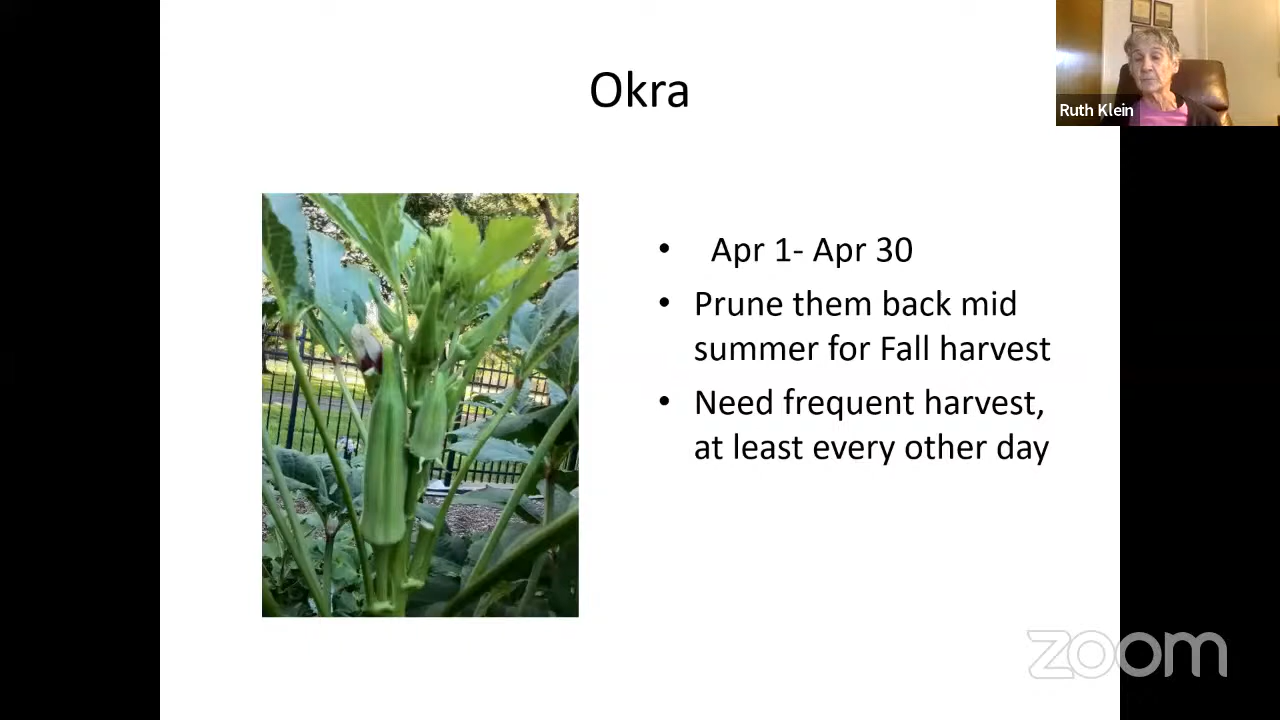 Okra
Ruth Klein
• Apr 1- Apr 30
• Prune them back mid
summer for Fall harvest
• Need frequent harvest,
at least every other day
zoom